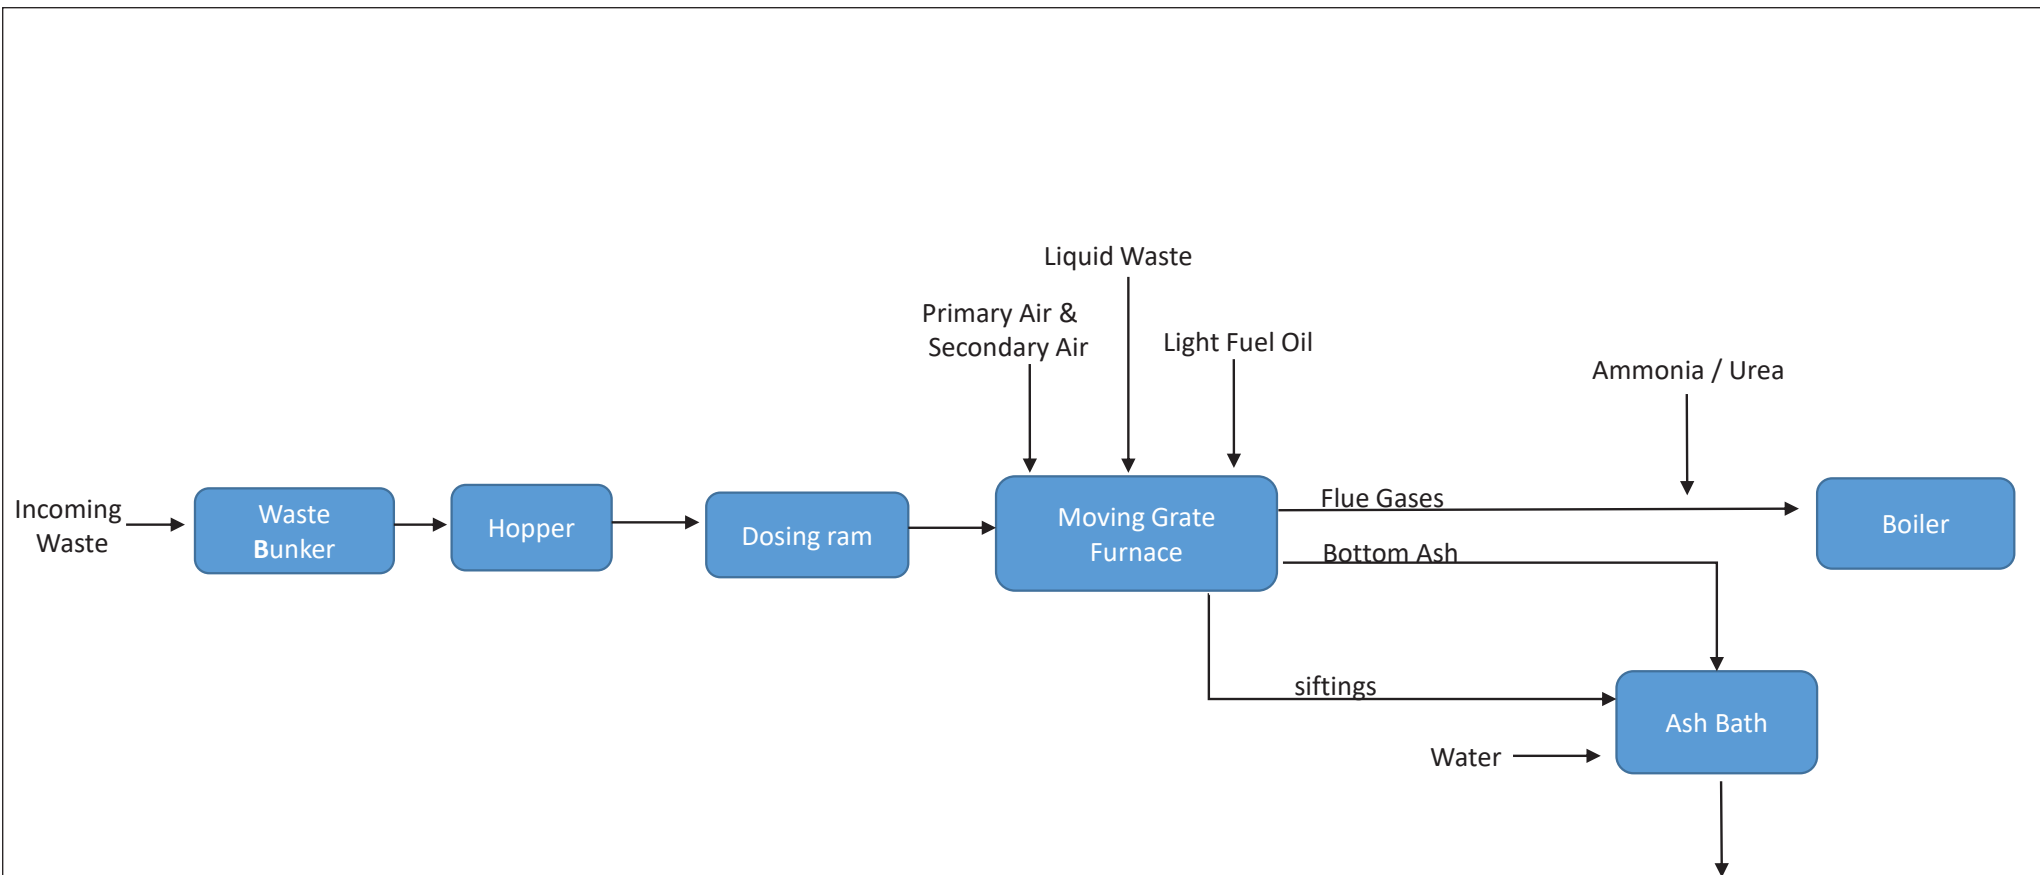 Liquid Waste
Primary Air &
Secondary Air
Light Fuel Oil
Ammonia / Urea
Incoming
Waste
Waste
Bunker
Hopper
Dosing ram
Moving Grate
Furnace
Flue Gases
Boiler
Bottom Ash
siftings
Ash Bath
Water